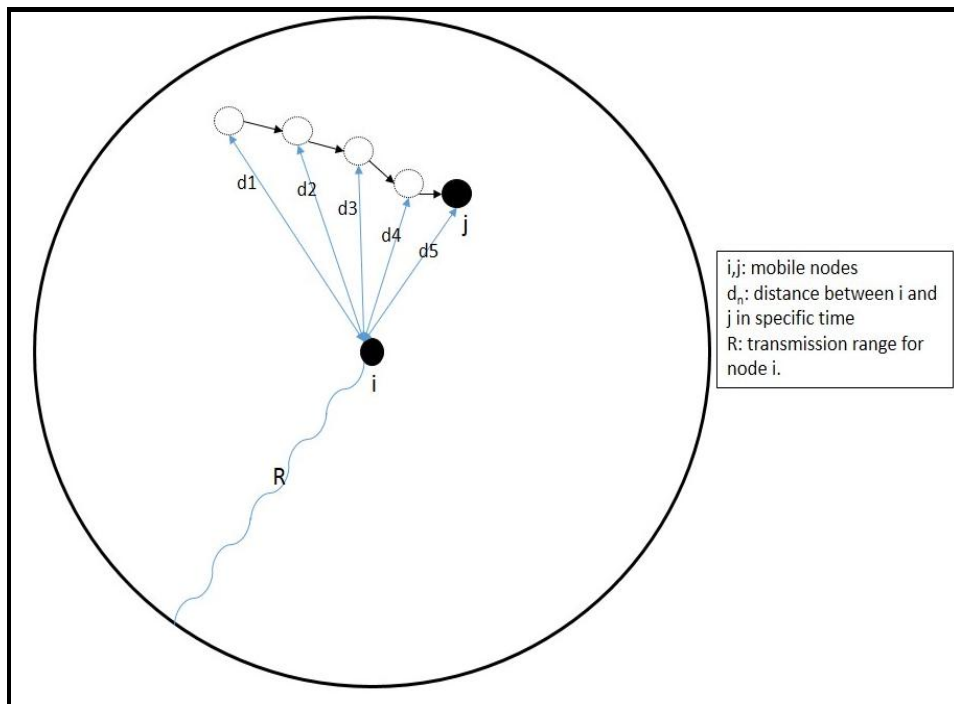 d1
d2
d3
d4
d5
j
i
R
i,j: mobile nodes
dₙ: distance between i and
j in specific time
R: transmission range for
node i.